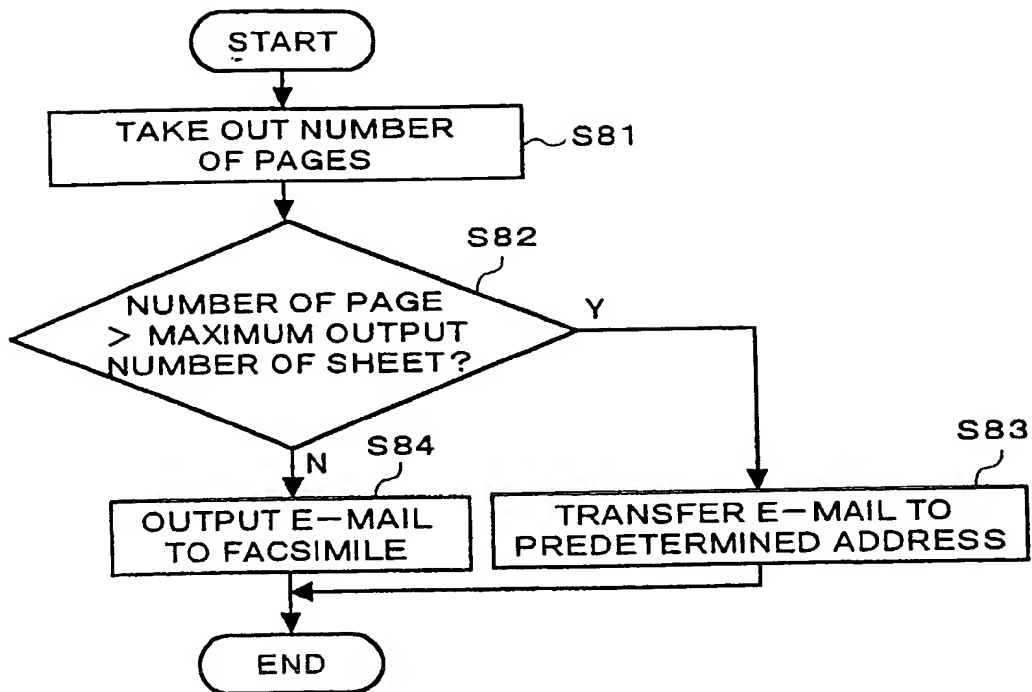 START
TAKE OUT NUMBER
OF PAGES
S81
S82
NUMBER OF PAGE
> MAXIMUM OUTPUT
NUMBER OF SHEET?
Y
N
S84
OUTPUT E-MAIL
TO FACSIMILE
S83
TRANSFER E-MAIL TO
PREDETERMINED ADDRESS
END